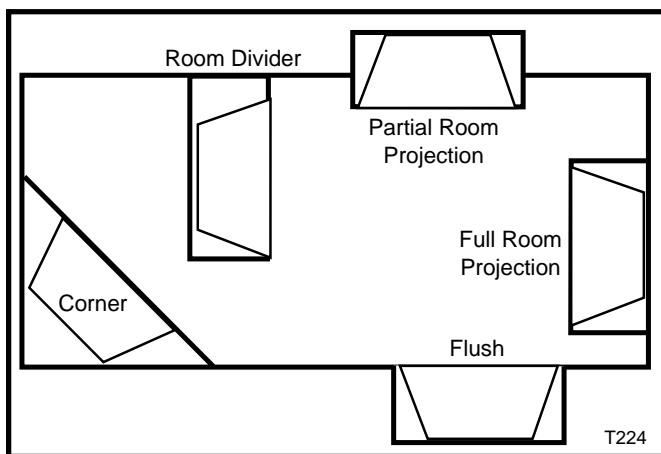 Room Divider
Partial Room
Projection
Full Room
Projection
Corner
Flush
T224